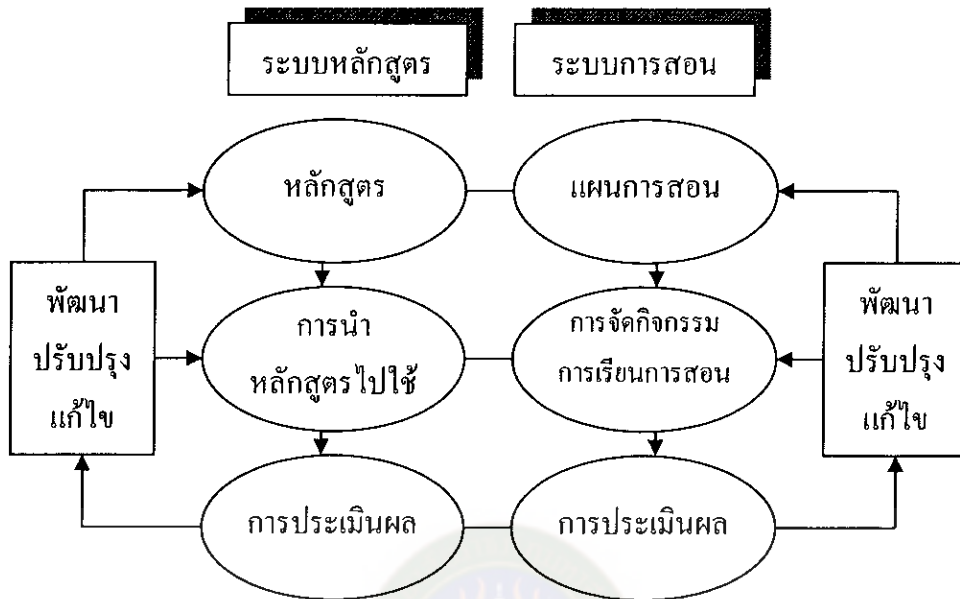 ระบบหลักสูตร
ระบบการสอน
หลักสูตร
แผนการสอน
พัฒนา
ปรับปรุง
แก้ไข
การนำ
หลักสูตรไปใช้
การจัดกิจกรรม
การเรียนการสอน
พัฒนา
ปรับปรุง
แก้ไข
การประเมินผล
การประเมินผล